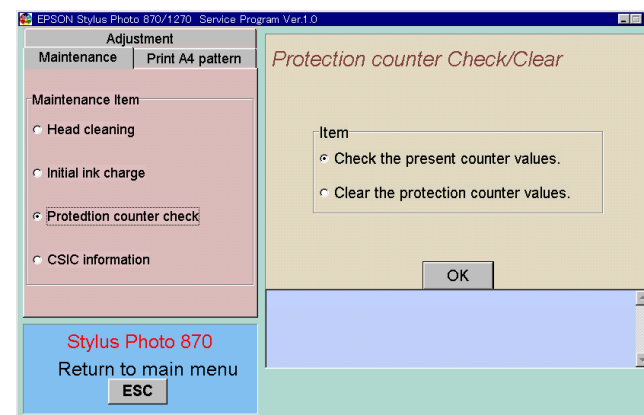 EPSON Stylus Photo 870/1270 Service Program Ver.1.0
Adjustment
Maintenance
Print A4 pattern
Maintenance Item
Head cleaning
Initial ink charge
Protedtion counter check
CSIC information
Stylus Photo 870
Return to main menu
ESC
Protection counter Check/Clear
Item
Check the present counter values.
Clear the protection counter values.
OK